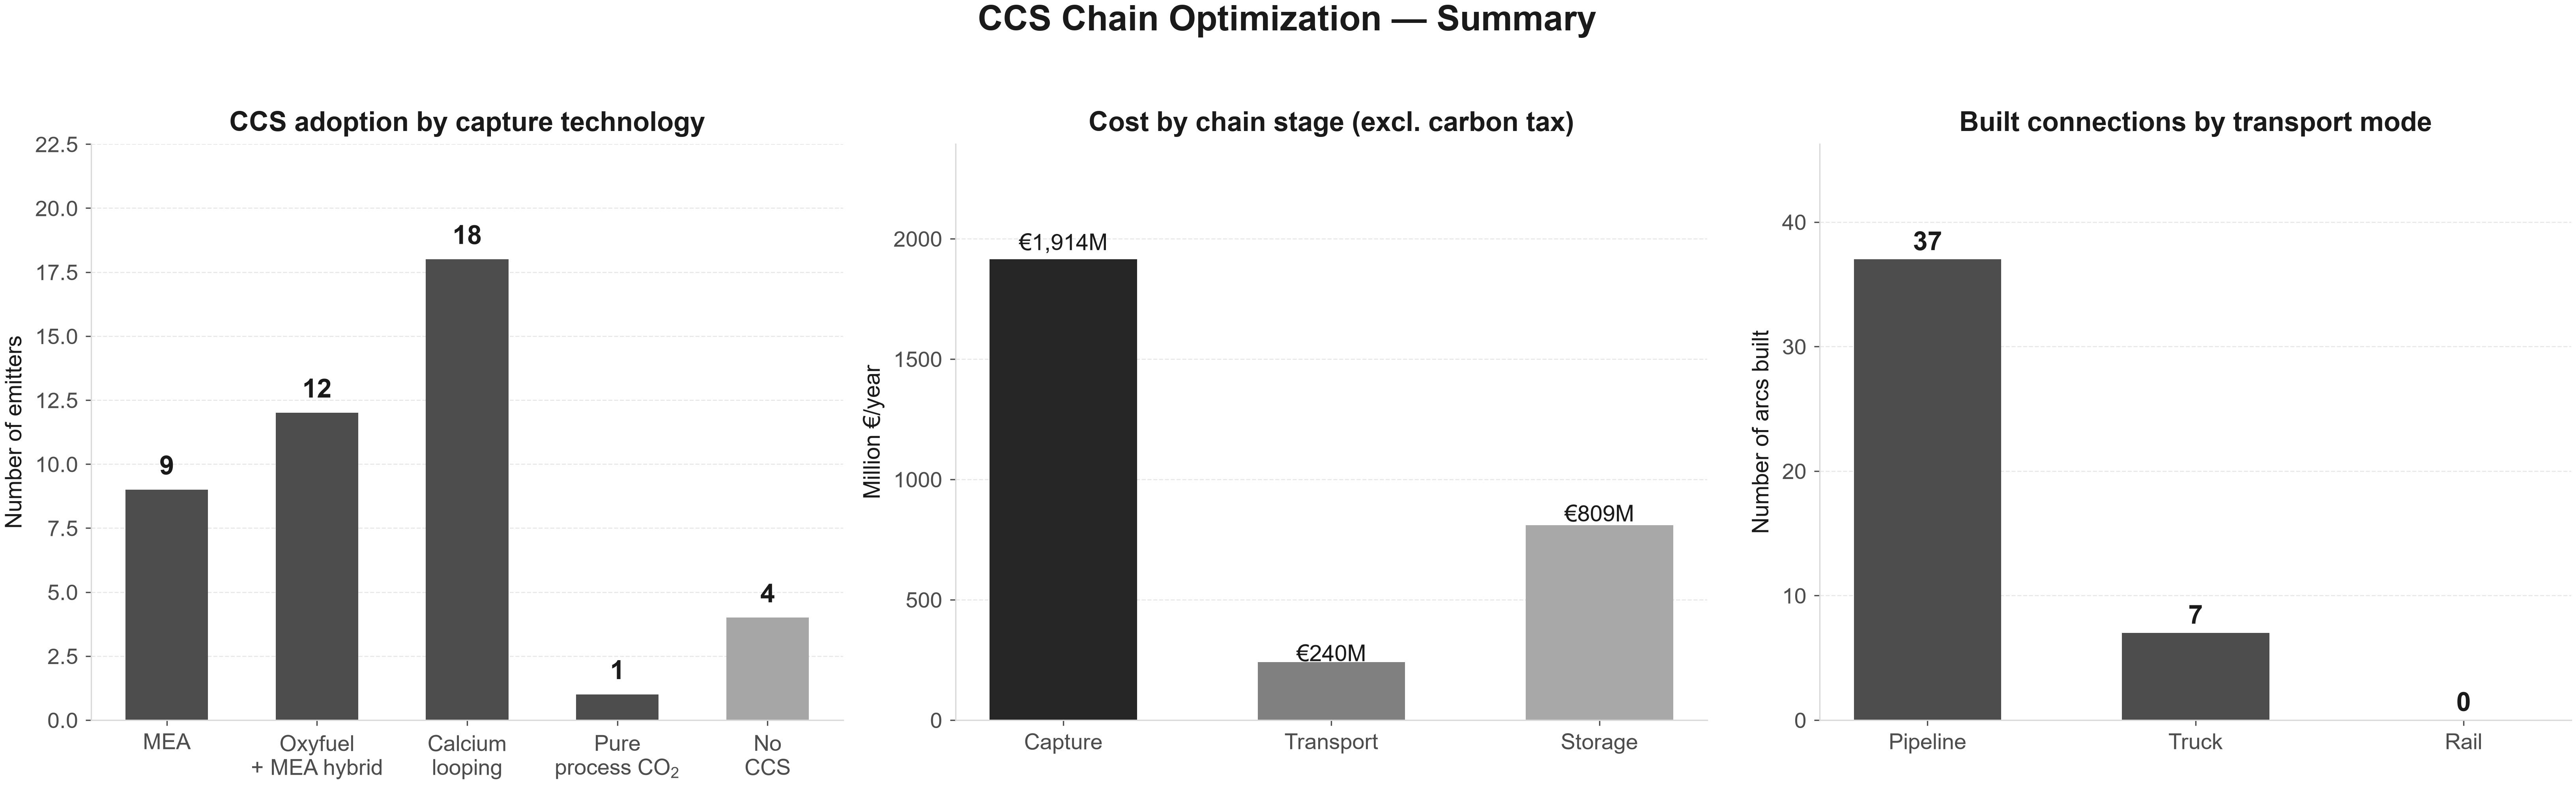 CCS Chain Optimization — Summary
CCS adoption by capture technology
Number of emitters
22.5
20.0
17.5
15.0
12.5
10.0
7.5
5.0
2.5
0.0
9
12
18
1
4
MEA
Oxyfuel
+ MEA hybrid
Calcium
looping
Pure
process CO₂
No
CCS
Cost by chain stage (excl. carbon tax)
Million €/year
2000
1500
1000
500
0
€1,914M
€240M
€809M
Capture
Transport
Storage
Built connections by transport mode
Number of arcs built
40
30
20
10
0
37
7
0
Pipeline
Truck
Rail